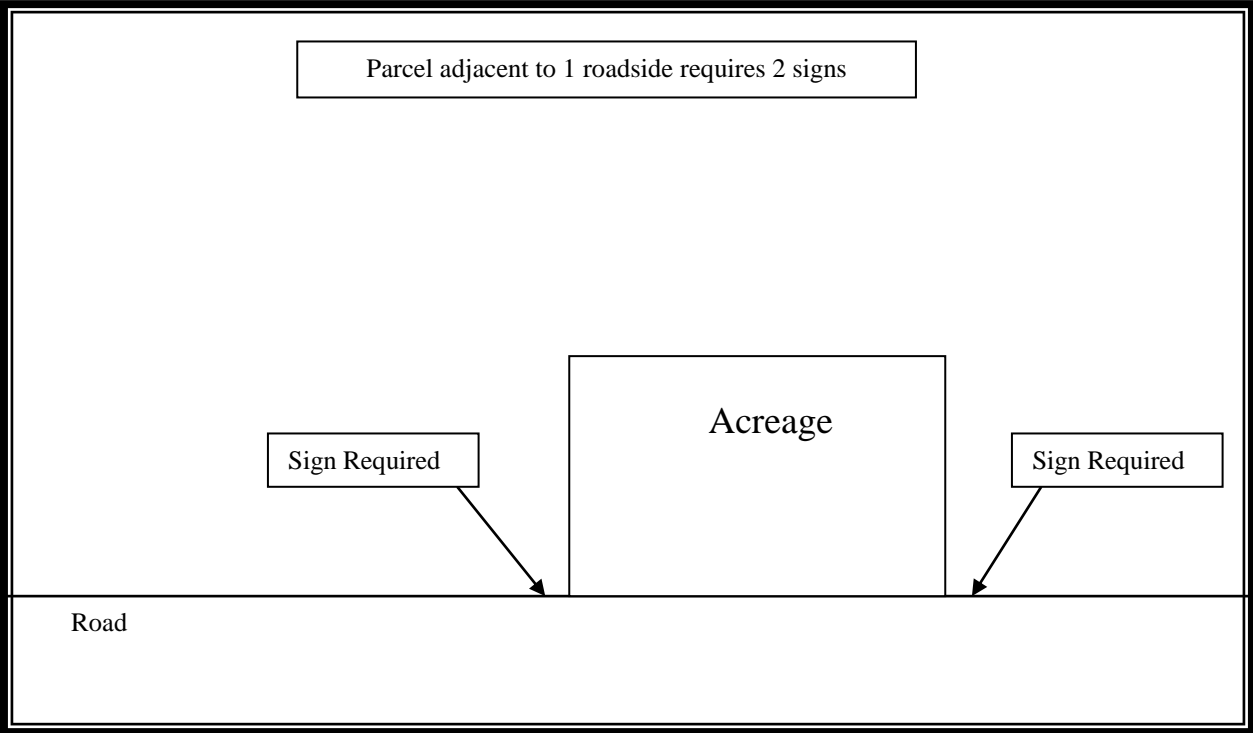 Parcel adjacent to 1 roadside requires 2 signs
Acreage
Sign Required
Sign Required
Road